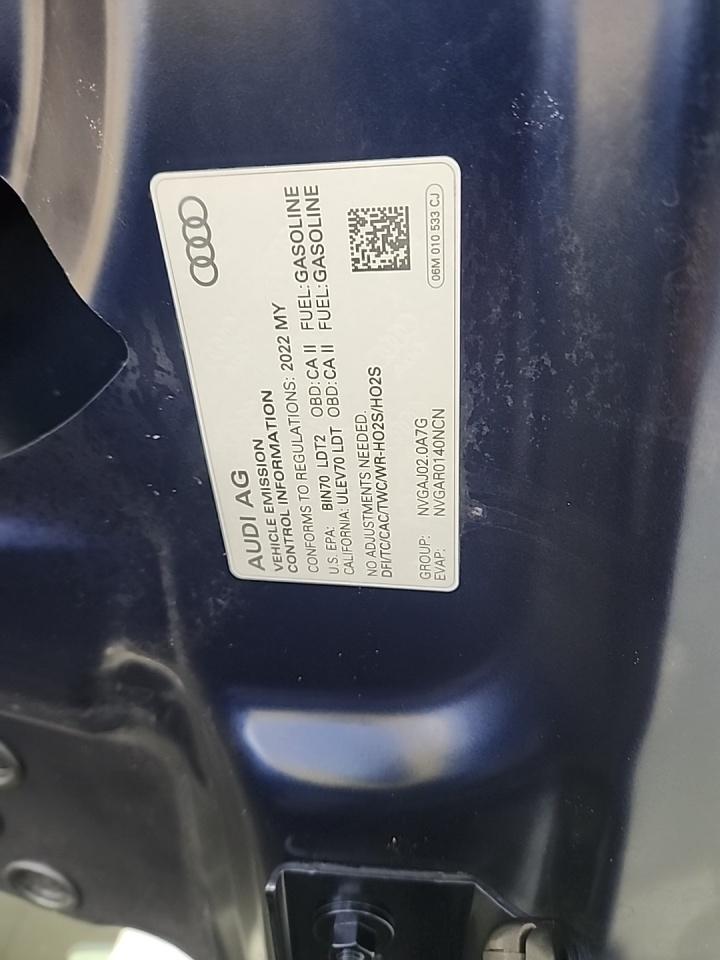 AUDI AG
VEHICLE EMISSION
CONTROL INFORMATION
CONFORMS TO REGULATIONS: 2022 MY
U.S. EPA: BIN70 LDT2 OBD: CA II FUEL: GASOLINE
CALIFORNIA: ULEV70 LDT OBD: CA II FUEL: GASOLINE
NO ADJUSTMENTS NEEDED.
DFI/TC/CAC/TWC/WR-HO2S/HO2S
GROUP: NVGAJ02.0A7G
EVAP: NVGAR0140NCN
06M 010 533 CJ